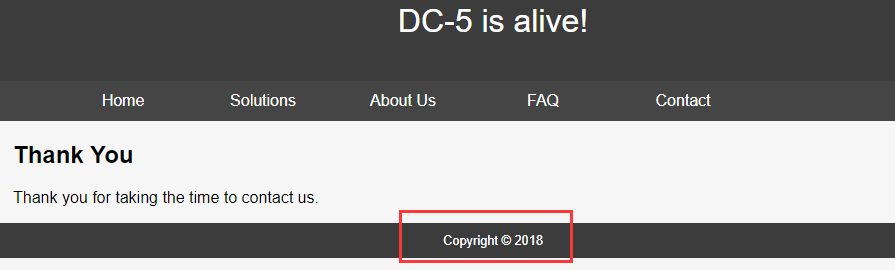 DC-5 is alive!
Home Solutions About Us FAQ Contact
Thank You
Thank you for taking the time to contact us.
Copyright © 2018